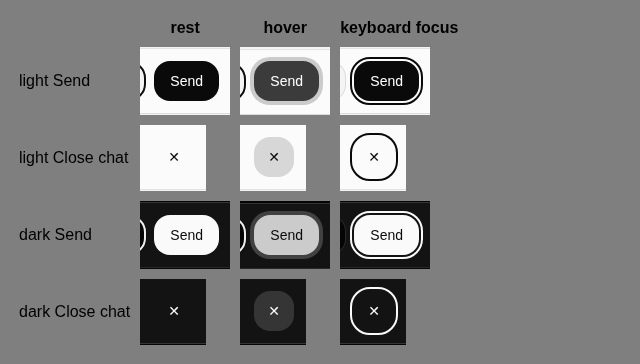 rest hover keyboard focus
light Send Send Send Send
light Close chat × × ×
dark Send Send Send Send
dark Close chat × × ×